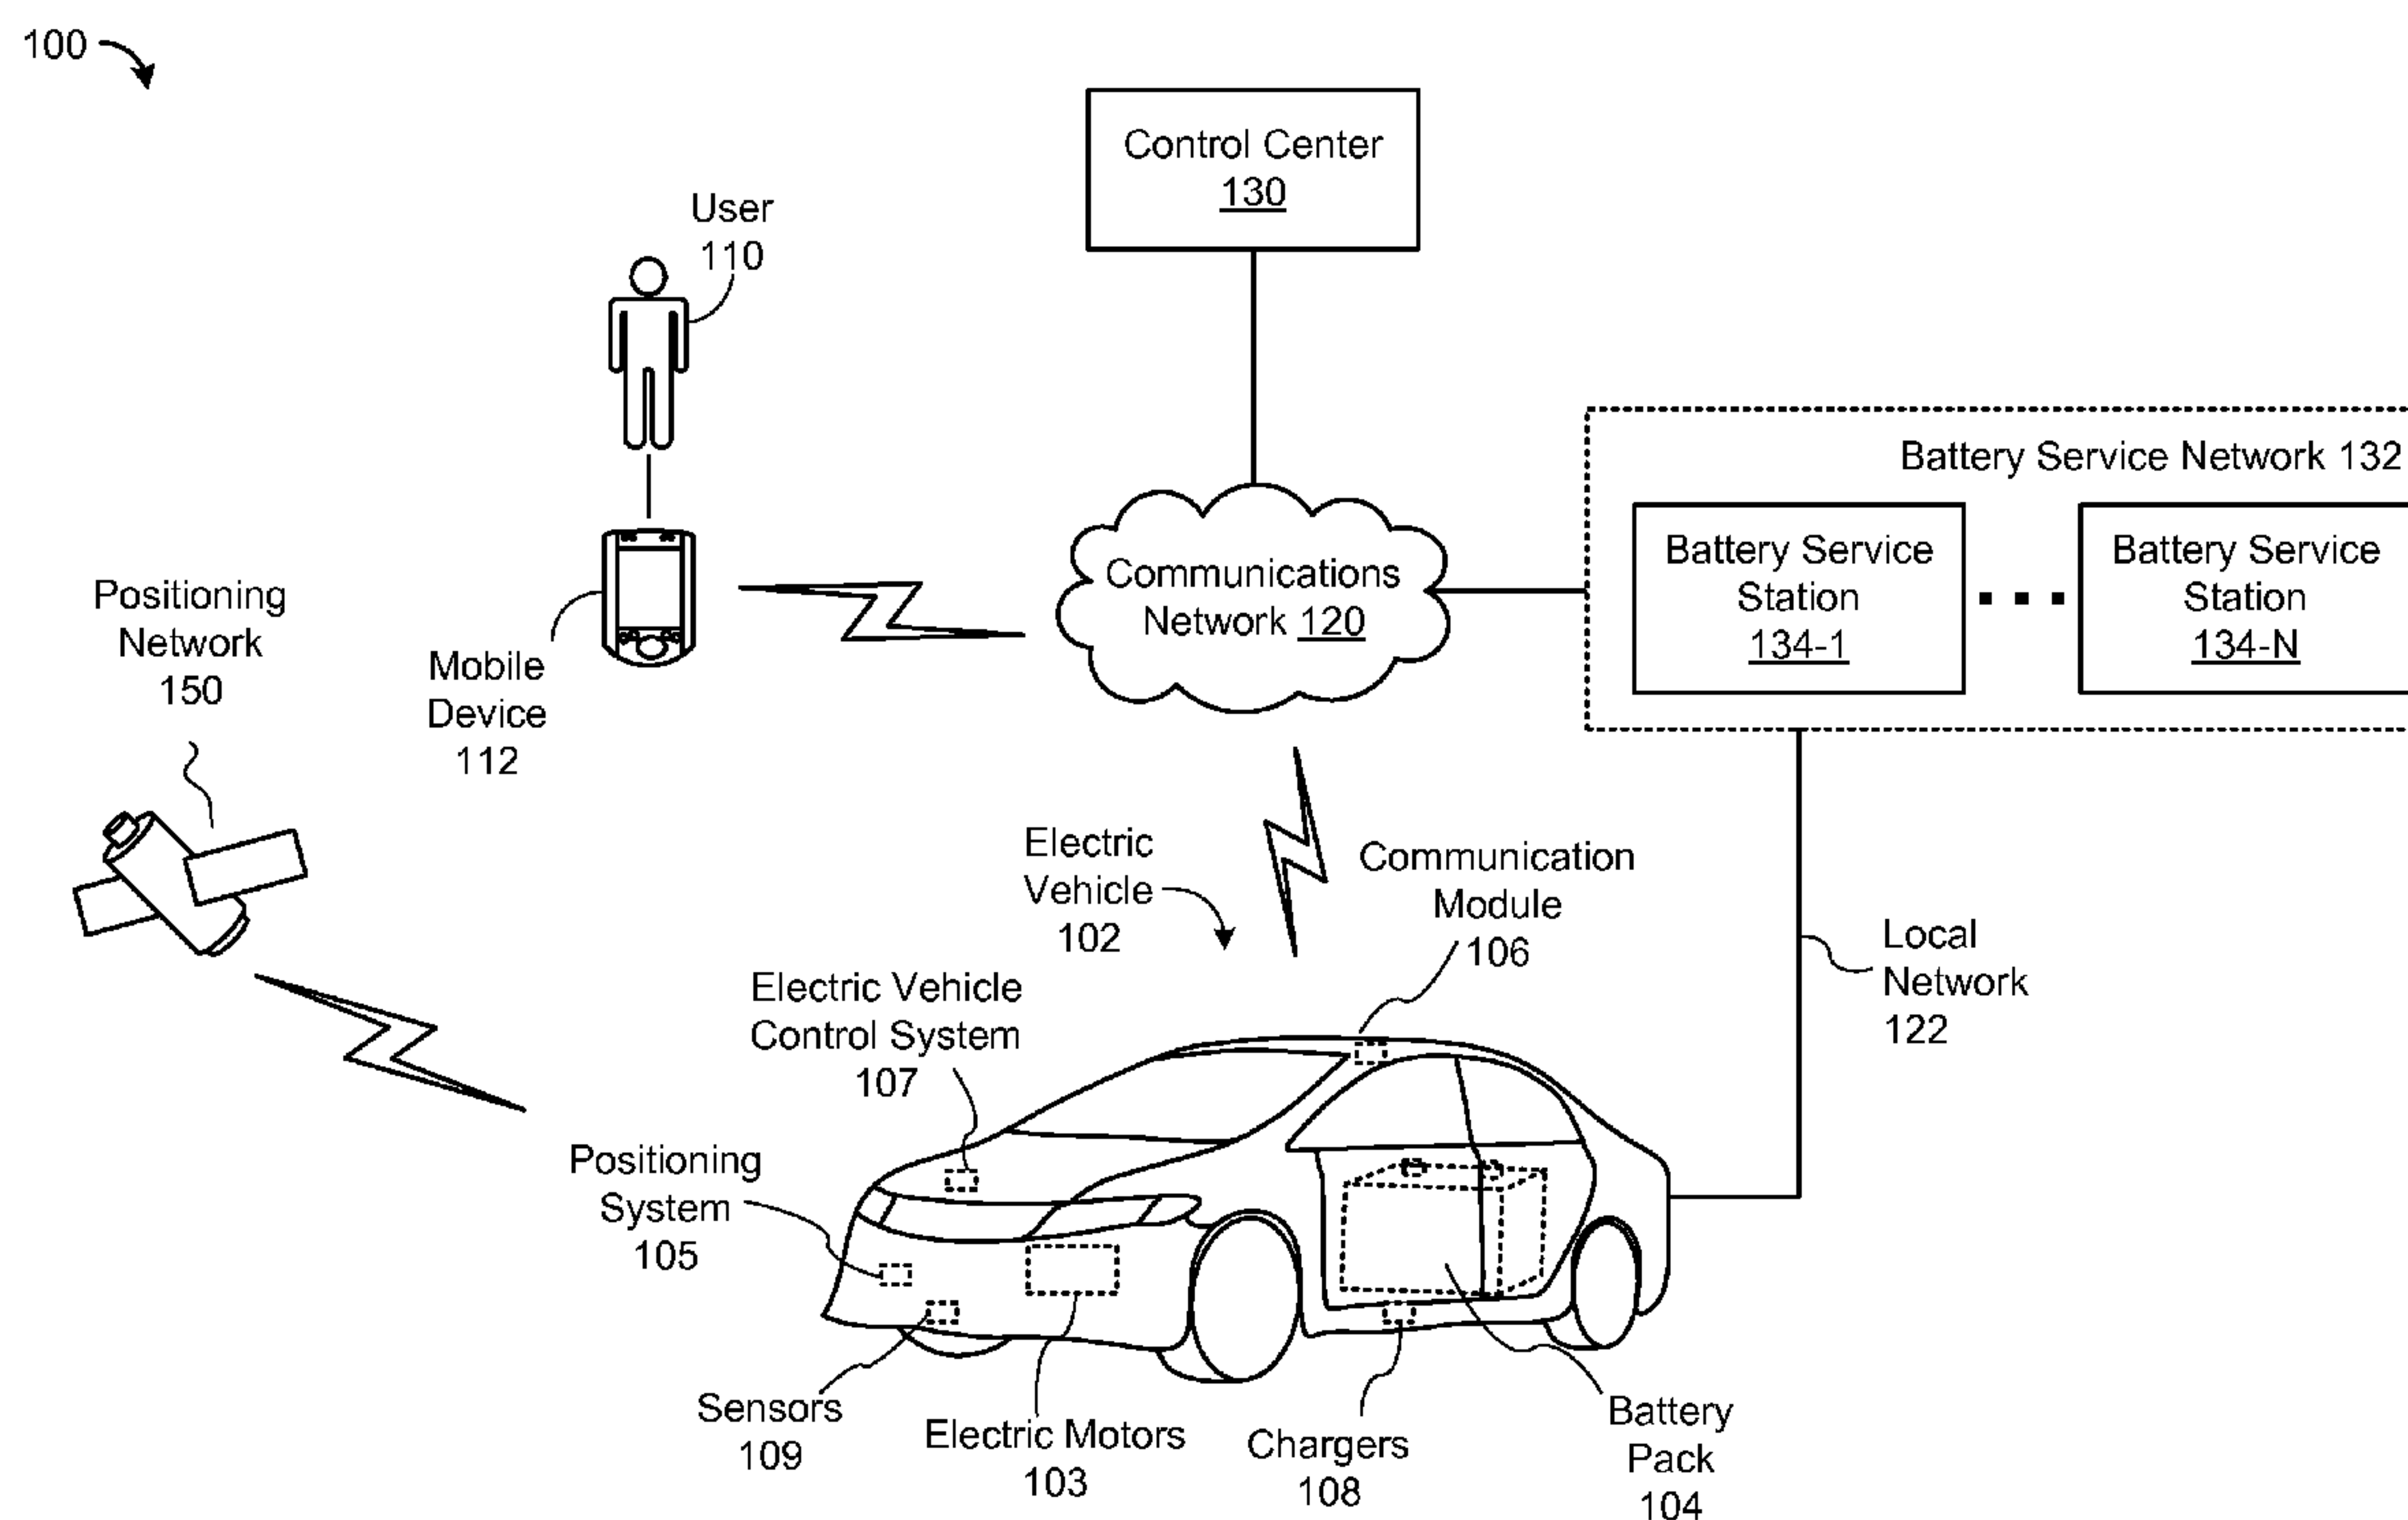 100
Control Center
130
User
110
Battery Service Network 132
Battery Service
Station
134-1
Battery Service
Station
134-N
Communications
Network 120
Positioning
Network
150
Mobile
Device
112
Electric
Vehicle
102
Communication
Module
106
Local
Network
122
Electric Vehicle
Control System
107
Positioning
System
105
Sensors
109
Electric Motors
103
Chargers
108
Battery
Pack
104